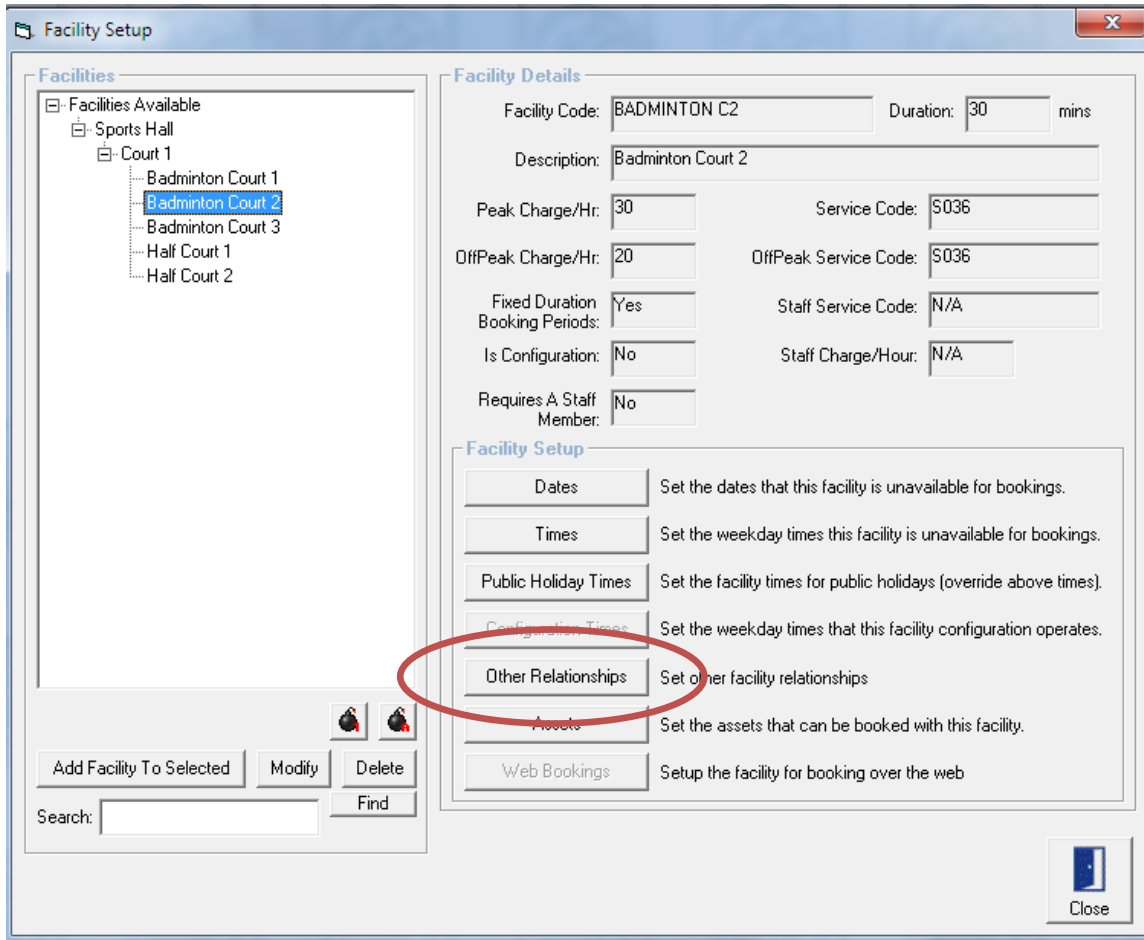 Facility Setup
Facilities
Facilities Available
Sports Hall
Court 1
Badminton Court 1
Badminton Court 2
Badminton Court 3
Half Court 1
Half Court 2
Add Facility To Selected
Modify
Delete
Search:
Find
Facility Details
Facility Code: BADMINTON C2 Duration: 30 mins
Description: Badminton Court 2
Peak Charge/Hr: 30 Service Code: S036
OffPeak Charge/Hr: 20 OffPeak Service Code: S036
Fixed Duration
Booking Periods: Yes Staff Service Code: N/A
Is Configuration: No Staff Charge/Hour: N/A
Requires A Staff
Member: No
Facility Setup
Dates Set the dates that this facility is unavailable for bookings.
Times Set the weekday times this facility is unavailable for bookings.
Public Holiday Times Set the facility times for public holidays (override above times).
Configuration Times Set the weekday times that this facility configuration operates.
Other Relationships Set other facility relationships
Assets Set the assets that can be booked with this facility.
Web Bookings Setup the facility for booking over the web
Close